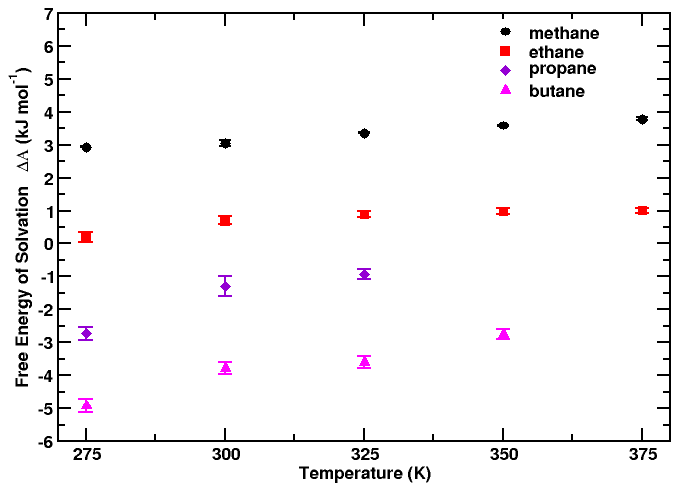 7
6
5
4
3
2
1
0
-1
-2
-3
-4
-5
-6
Free Energy of Solvation ΔA (kJ mol⁻¹)
methane
ethane
propane
butane
275 300 325 350 375
Temperature (K)